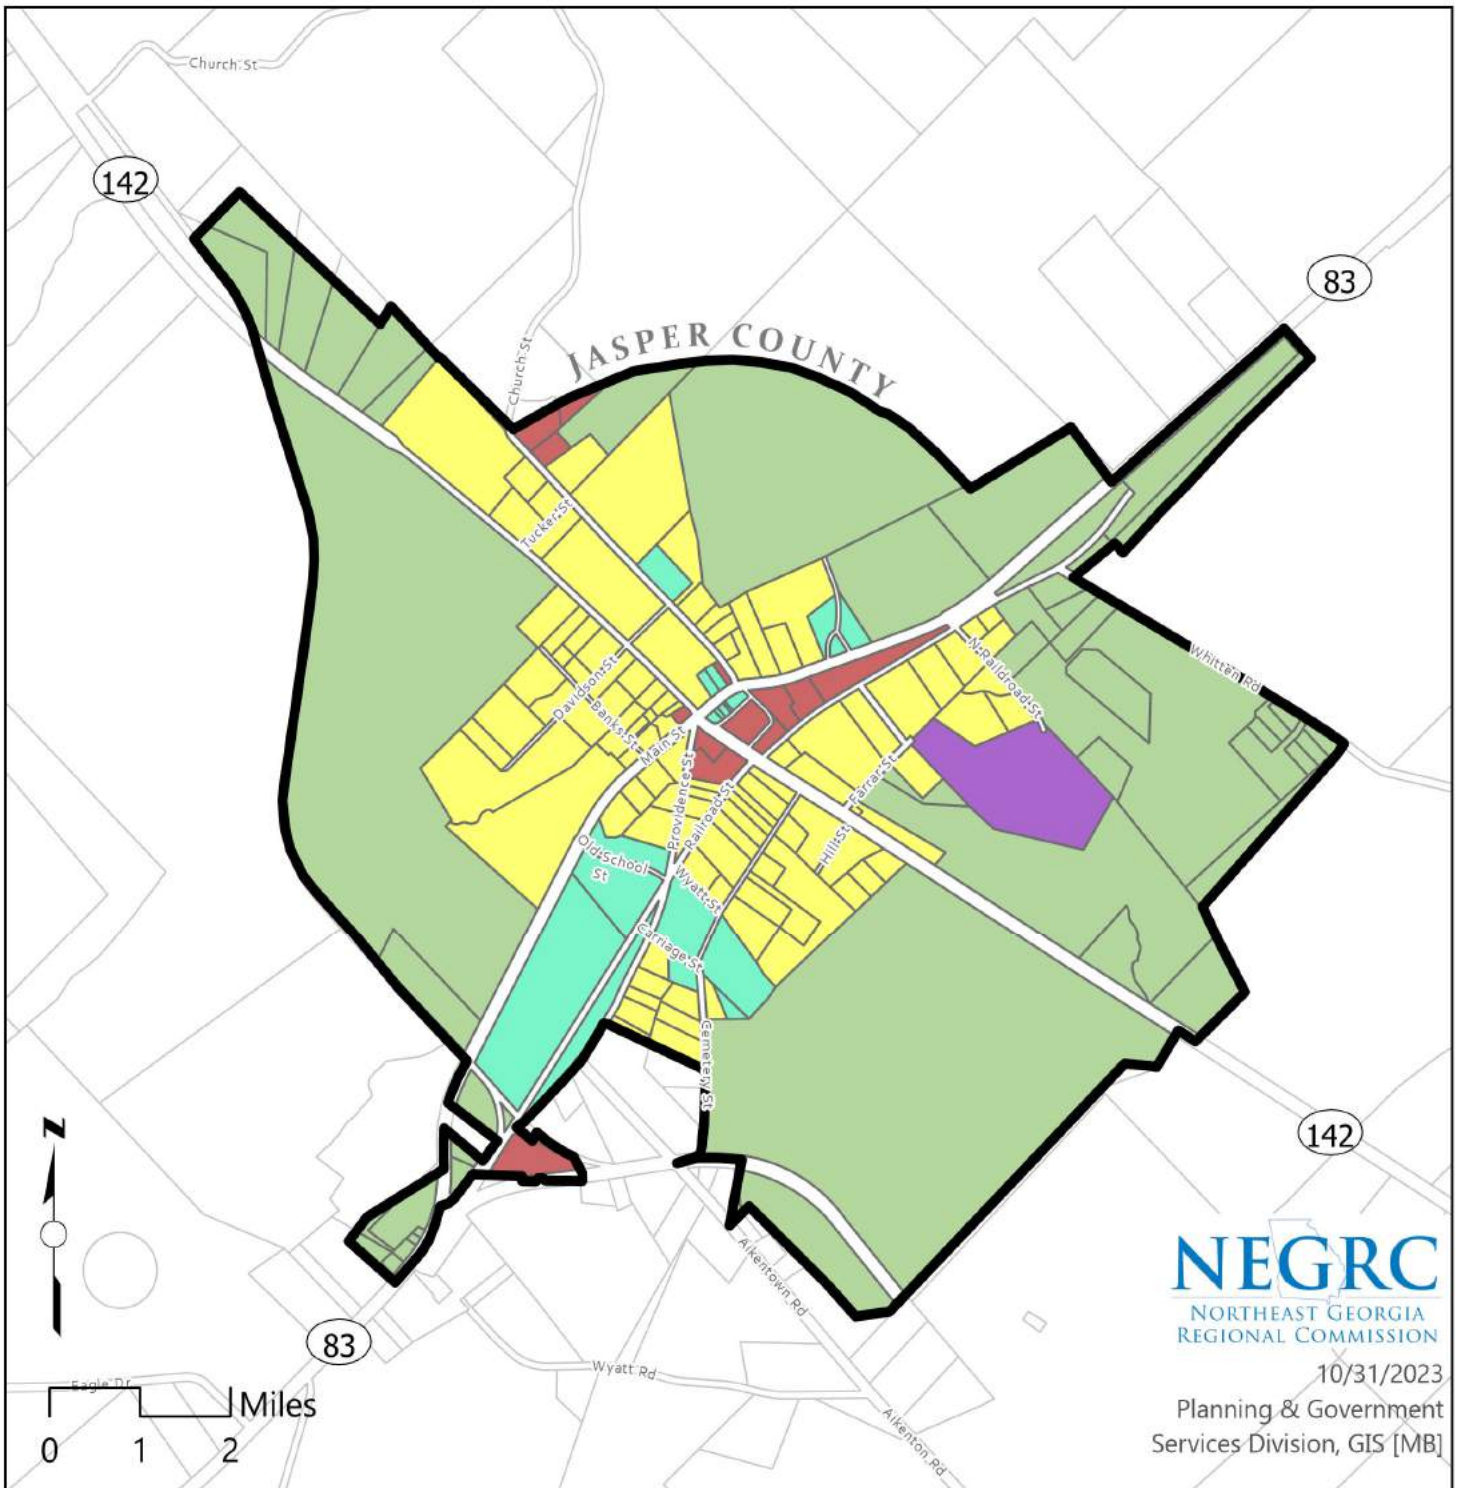 Church St
142
83
JASPER COUNTY
Church St
Tucker St
N Raildroad St
Whitten Rd
Davidson St
Banks St
Main St
Providence St
Railroad St
Farrar St
Hill St
Old School
St
Wyatt St
Carriage St
Cemetery St
N
142
Aikentown Rd
83
Wyatt Rd
Eagle Dr
Aikenton Rd
Miles
0 1 2
NEGRC
NORTHEAST GEORGIA
REGIONAL COMMISSION
10/31/2023
Planning & Government
Services Division, GIS [MB]